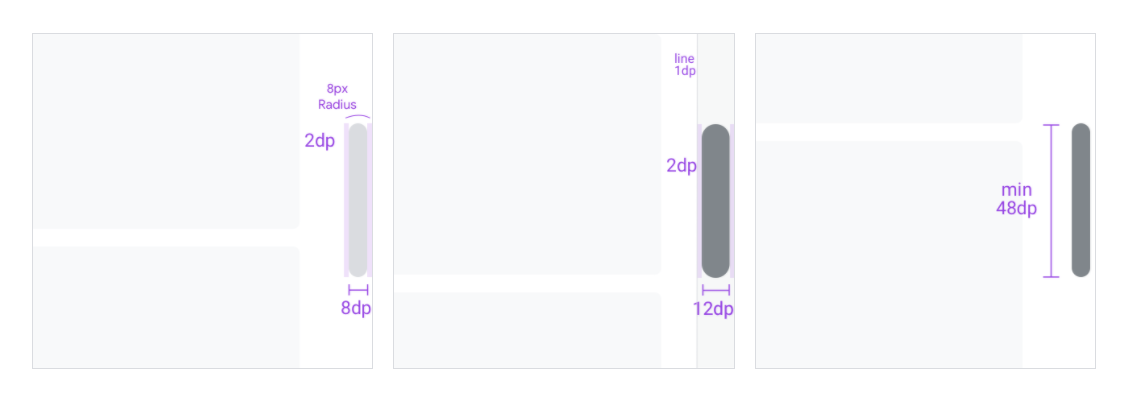 8px
Radius
2dp
8dp
line
1dp
2dp
12dp
min
48dp